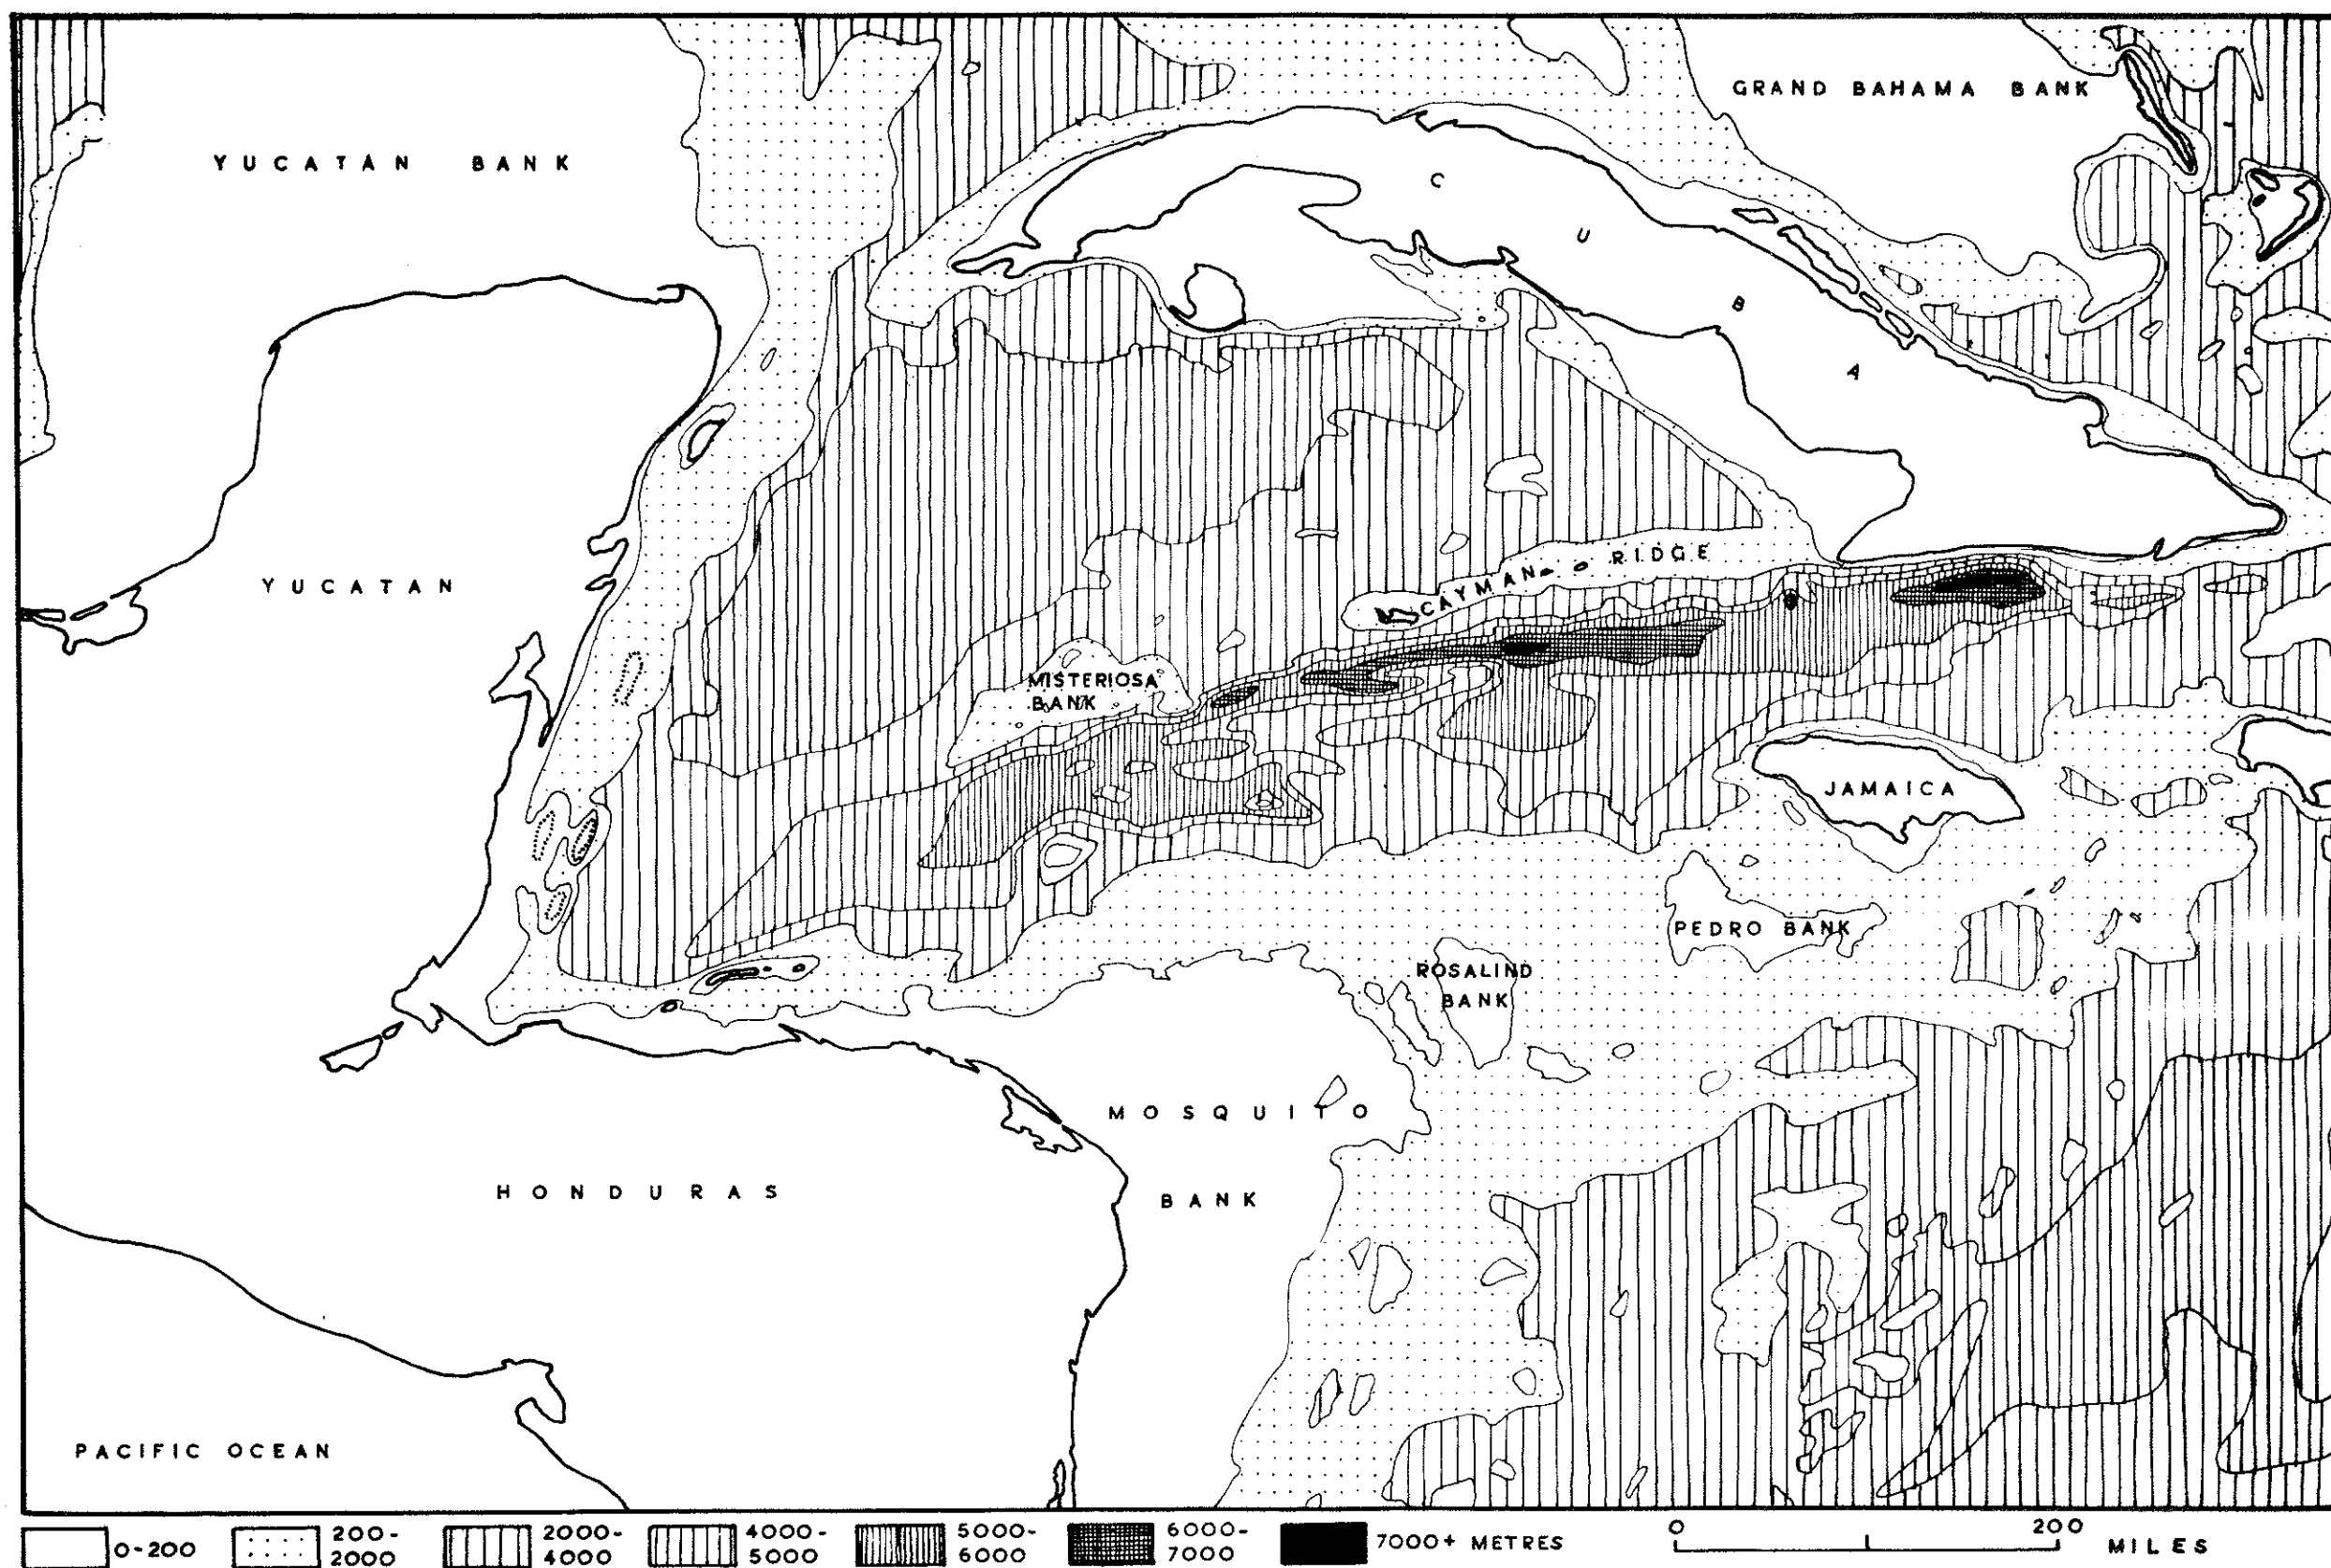 GRAND BAHAMA BANK
YUCATAN BANK
C U B A
YUCATAN
CAYMAN RIDGE
MISTERIOSA
BANK
JAMAICA
PEDRO BANK
ROSALIND
BANK
MOSQUITO
BANK
HONDURAS
PACIFIC OCEAN
0-200
200-
2000
2000-
4000
4000-
5000
5000-
6000
6000-
7000
7000+ METRES
0 200
MILES